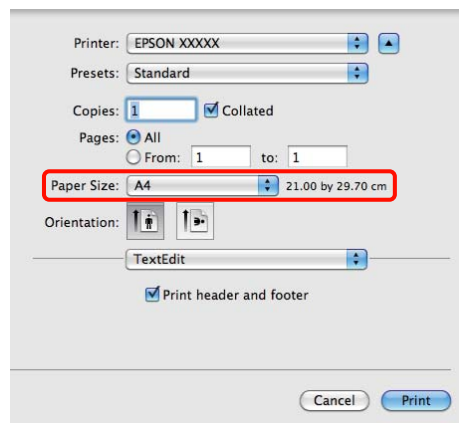 Printer: EPSON XXXXX
Presets: Standard
Copies: 1 Collated
Pages: All
From: 1 to: 1
Paper Size: A4 21.00 by 29.70 cm
Orientation:
TextEdit
Print header and footer
Cancel Print